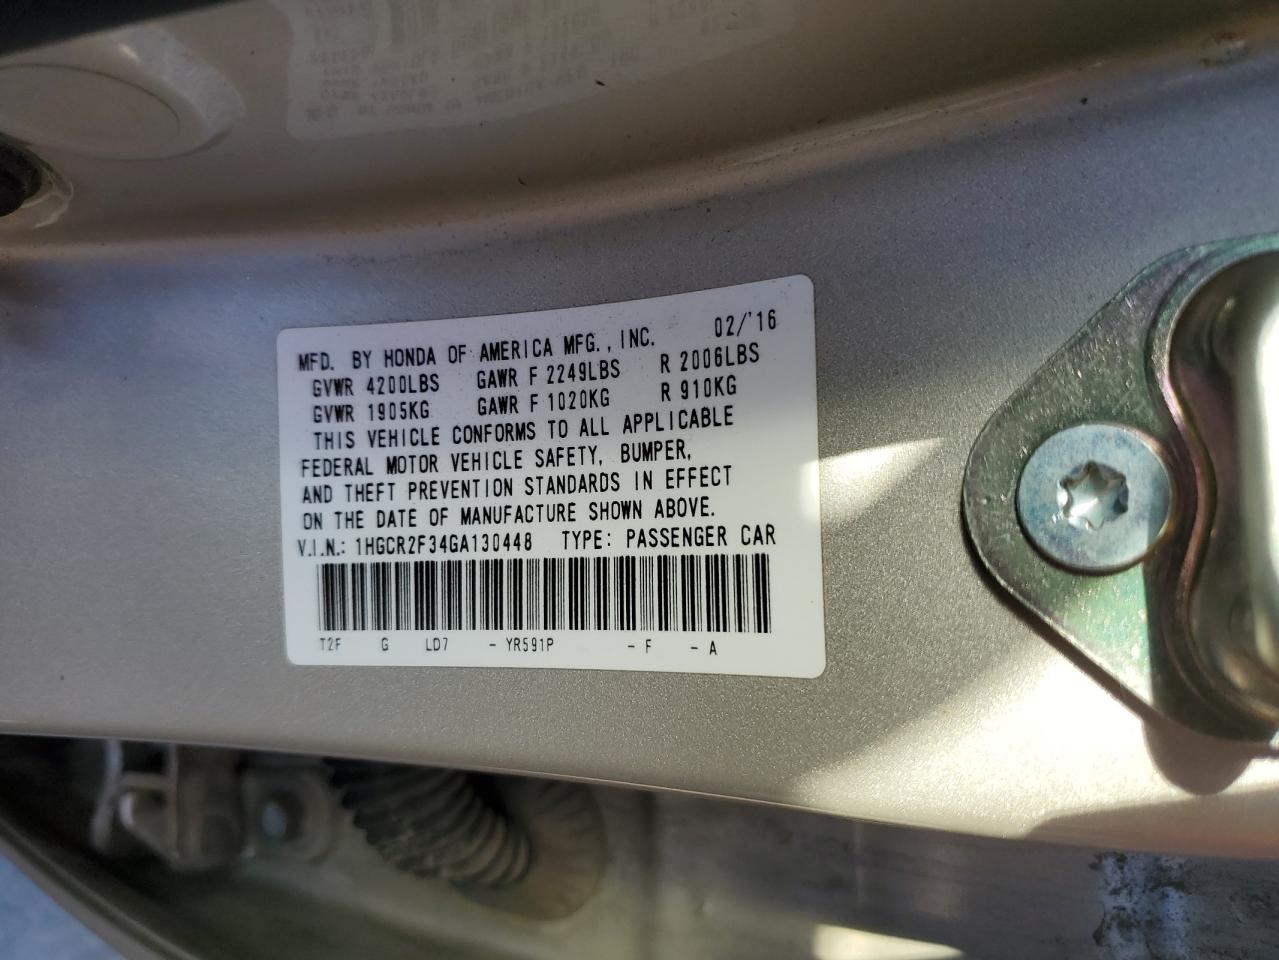 MFD. BY HONDA OF AMERICA MFG., INC. 02/'16
GVWR 4200LBS GAWR F 2249LBS R 2006LBS
GVWR 1905KG GAWR F 1020KG R 910KG
THIS VEHICLE CONFORMS TO ALL APPLICABLE
FEDERAL MOTOR VEHICLE SAFETY, BUMPER,
AND THEFT PREVENTION STANDARDS IN EFFECT
ON THE DATE OF MANUFACTURE SHOWN ABOVE.
V.I.N.: 1HGCR2F34GA130448 TYPE: PASSENGER CAR
T2F G LD7 - YR591P - F - A